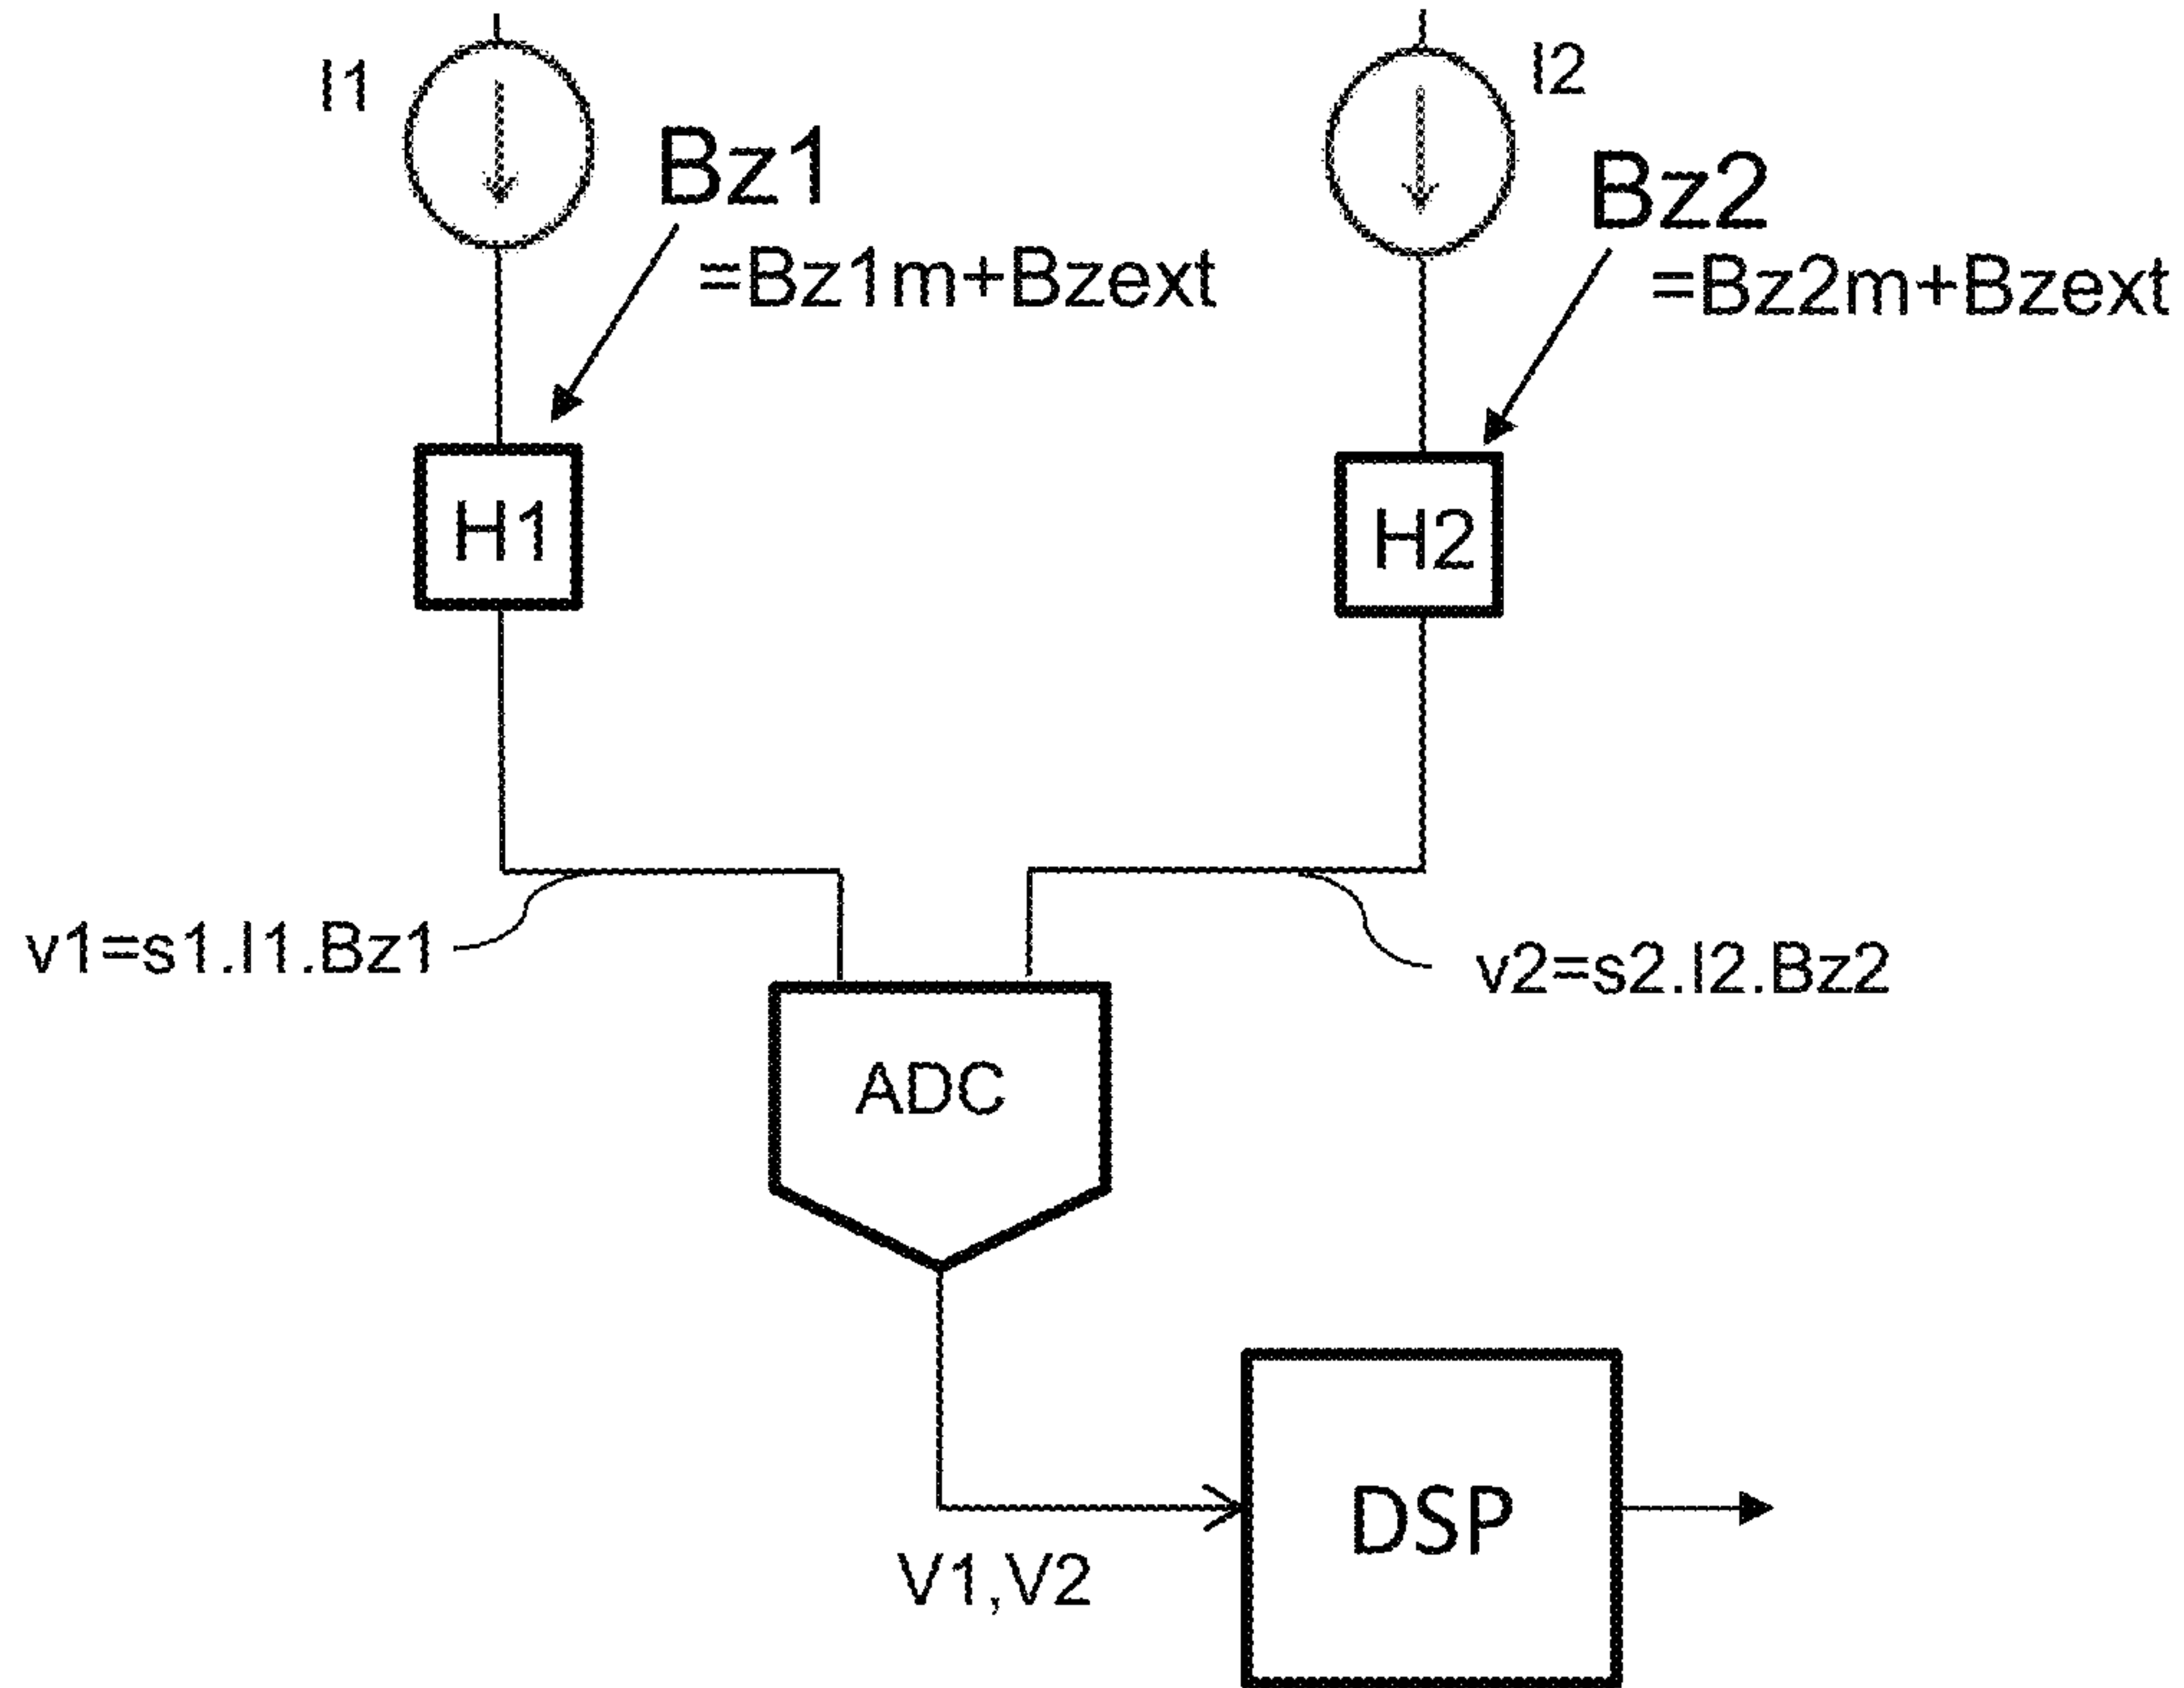 I1
I2
Bz1
=Bz1m+Bzext
Bz2
=Bz2m+Bzext
H1
H2
v1=s1.I1.Bz1
v2=s2.I2.Bz2
ADC
V1,V2
DSP